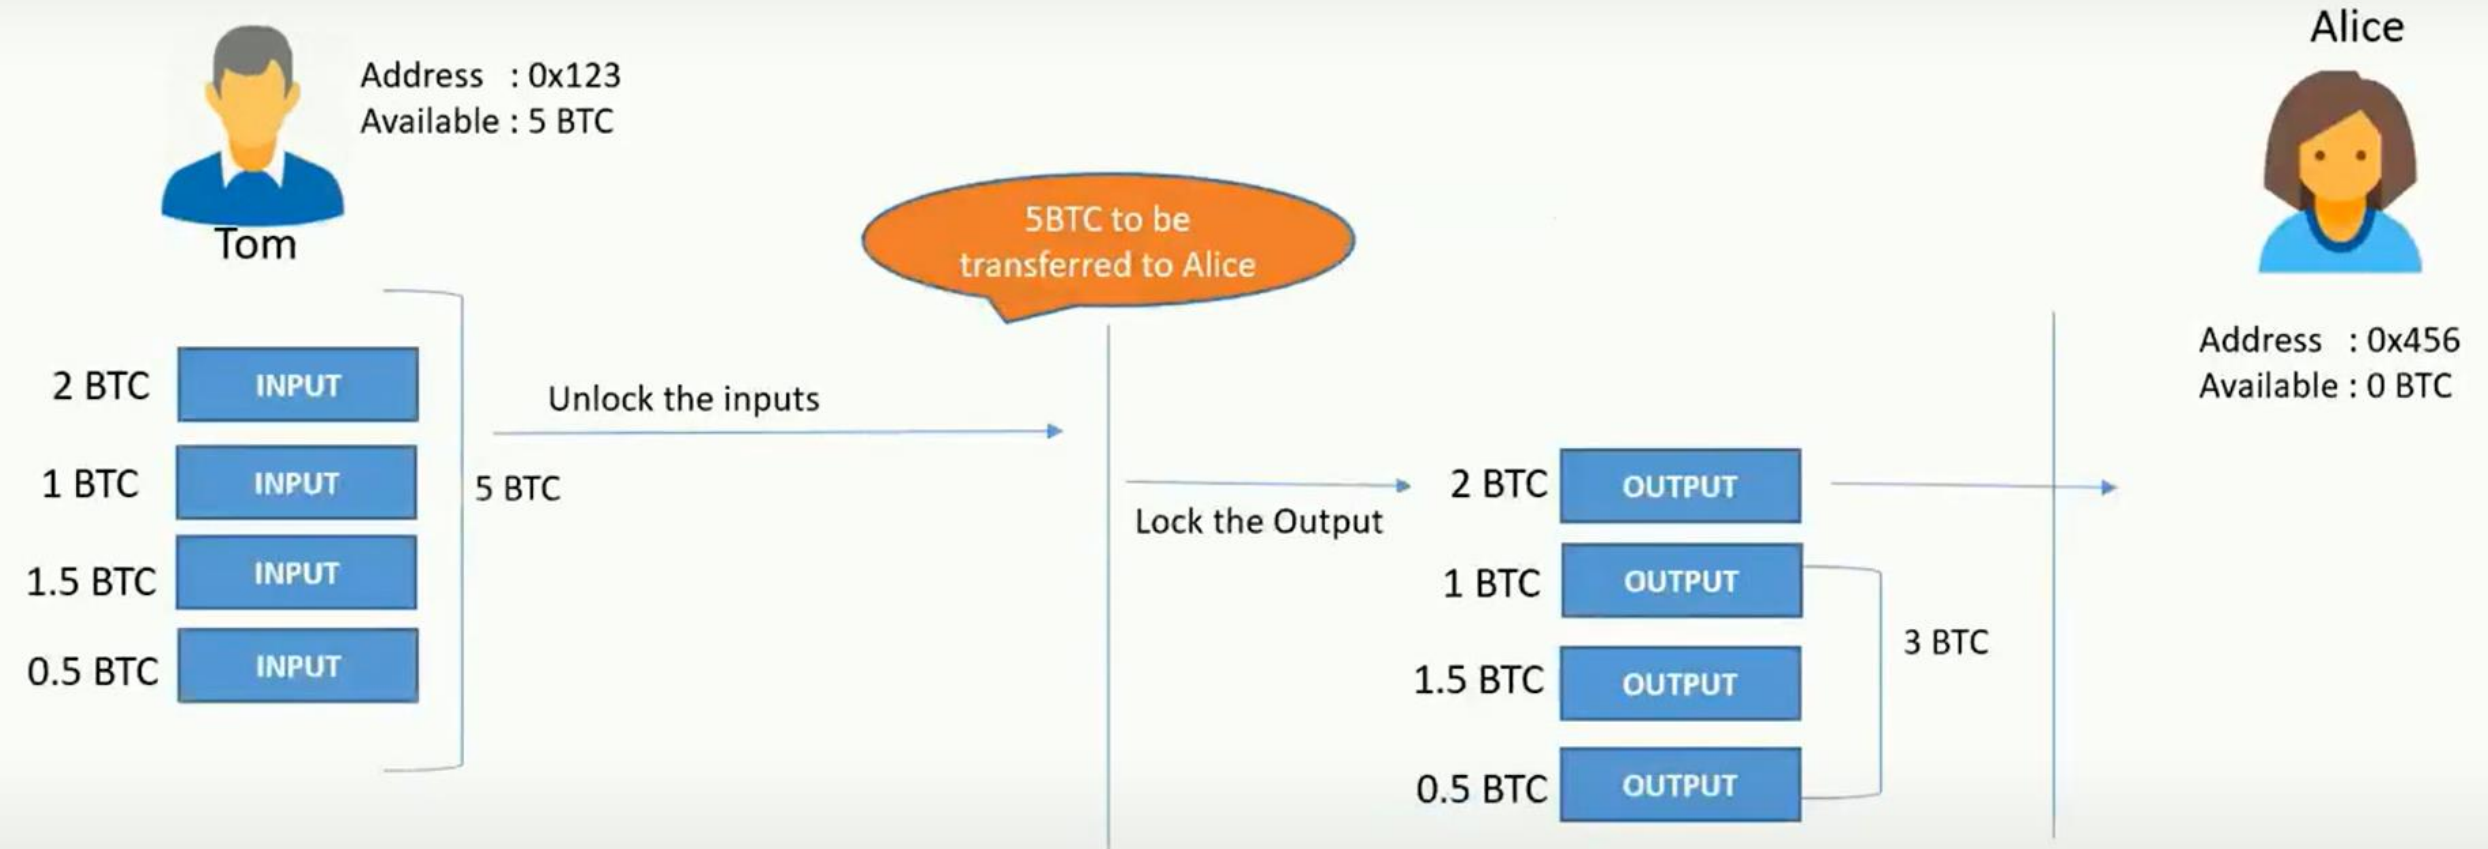 Alice
Address : 0x123
Available : 5 BTC
Tom
5BTC to be
transferred to Alice
Address : 0x456
Available : 0 BTC
2 BTC INPUT
1 BTC INPUT
1.5 BTC INPUT
0.5 BTC INPUT
5 BTC
Unlock the inputs
Lock the Output
2 BTC OUTPUT
1 BTC OUTPUT
1.5 BTC OUTPUT
0.5 BTC OUTPUT
3 BTC